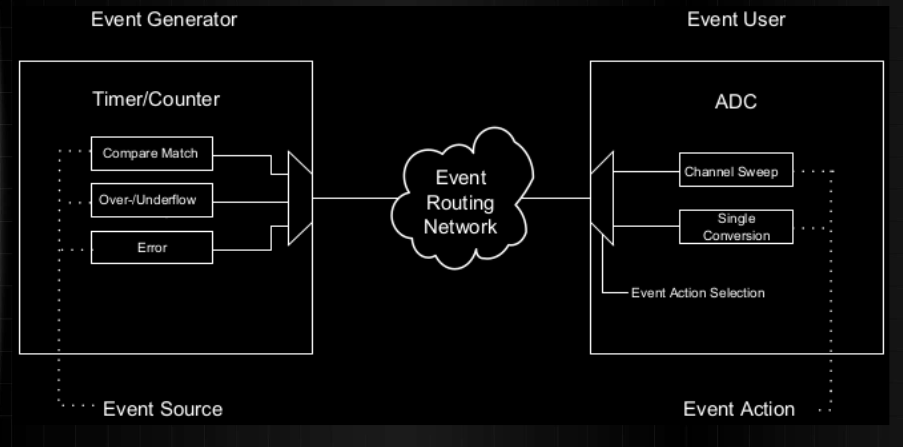 Event Generator
Event User
Timer/Counter
ADC
Compare Match
Over-/Underflow
Error
Event
Routing
Network
Channel Sweep
Single
Conversion
Event Action Selection
Event Source
Event Action